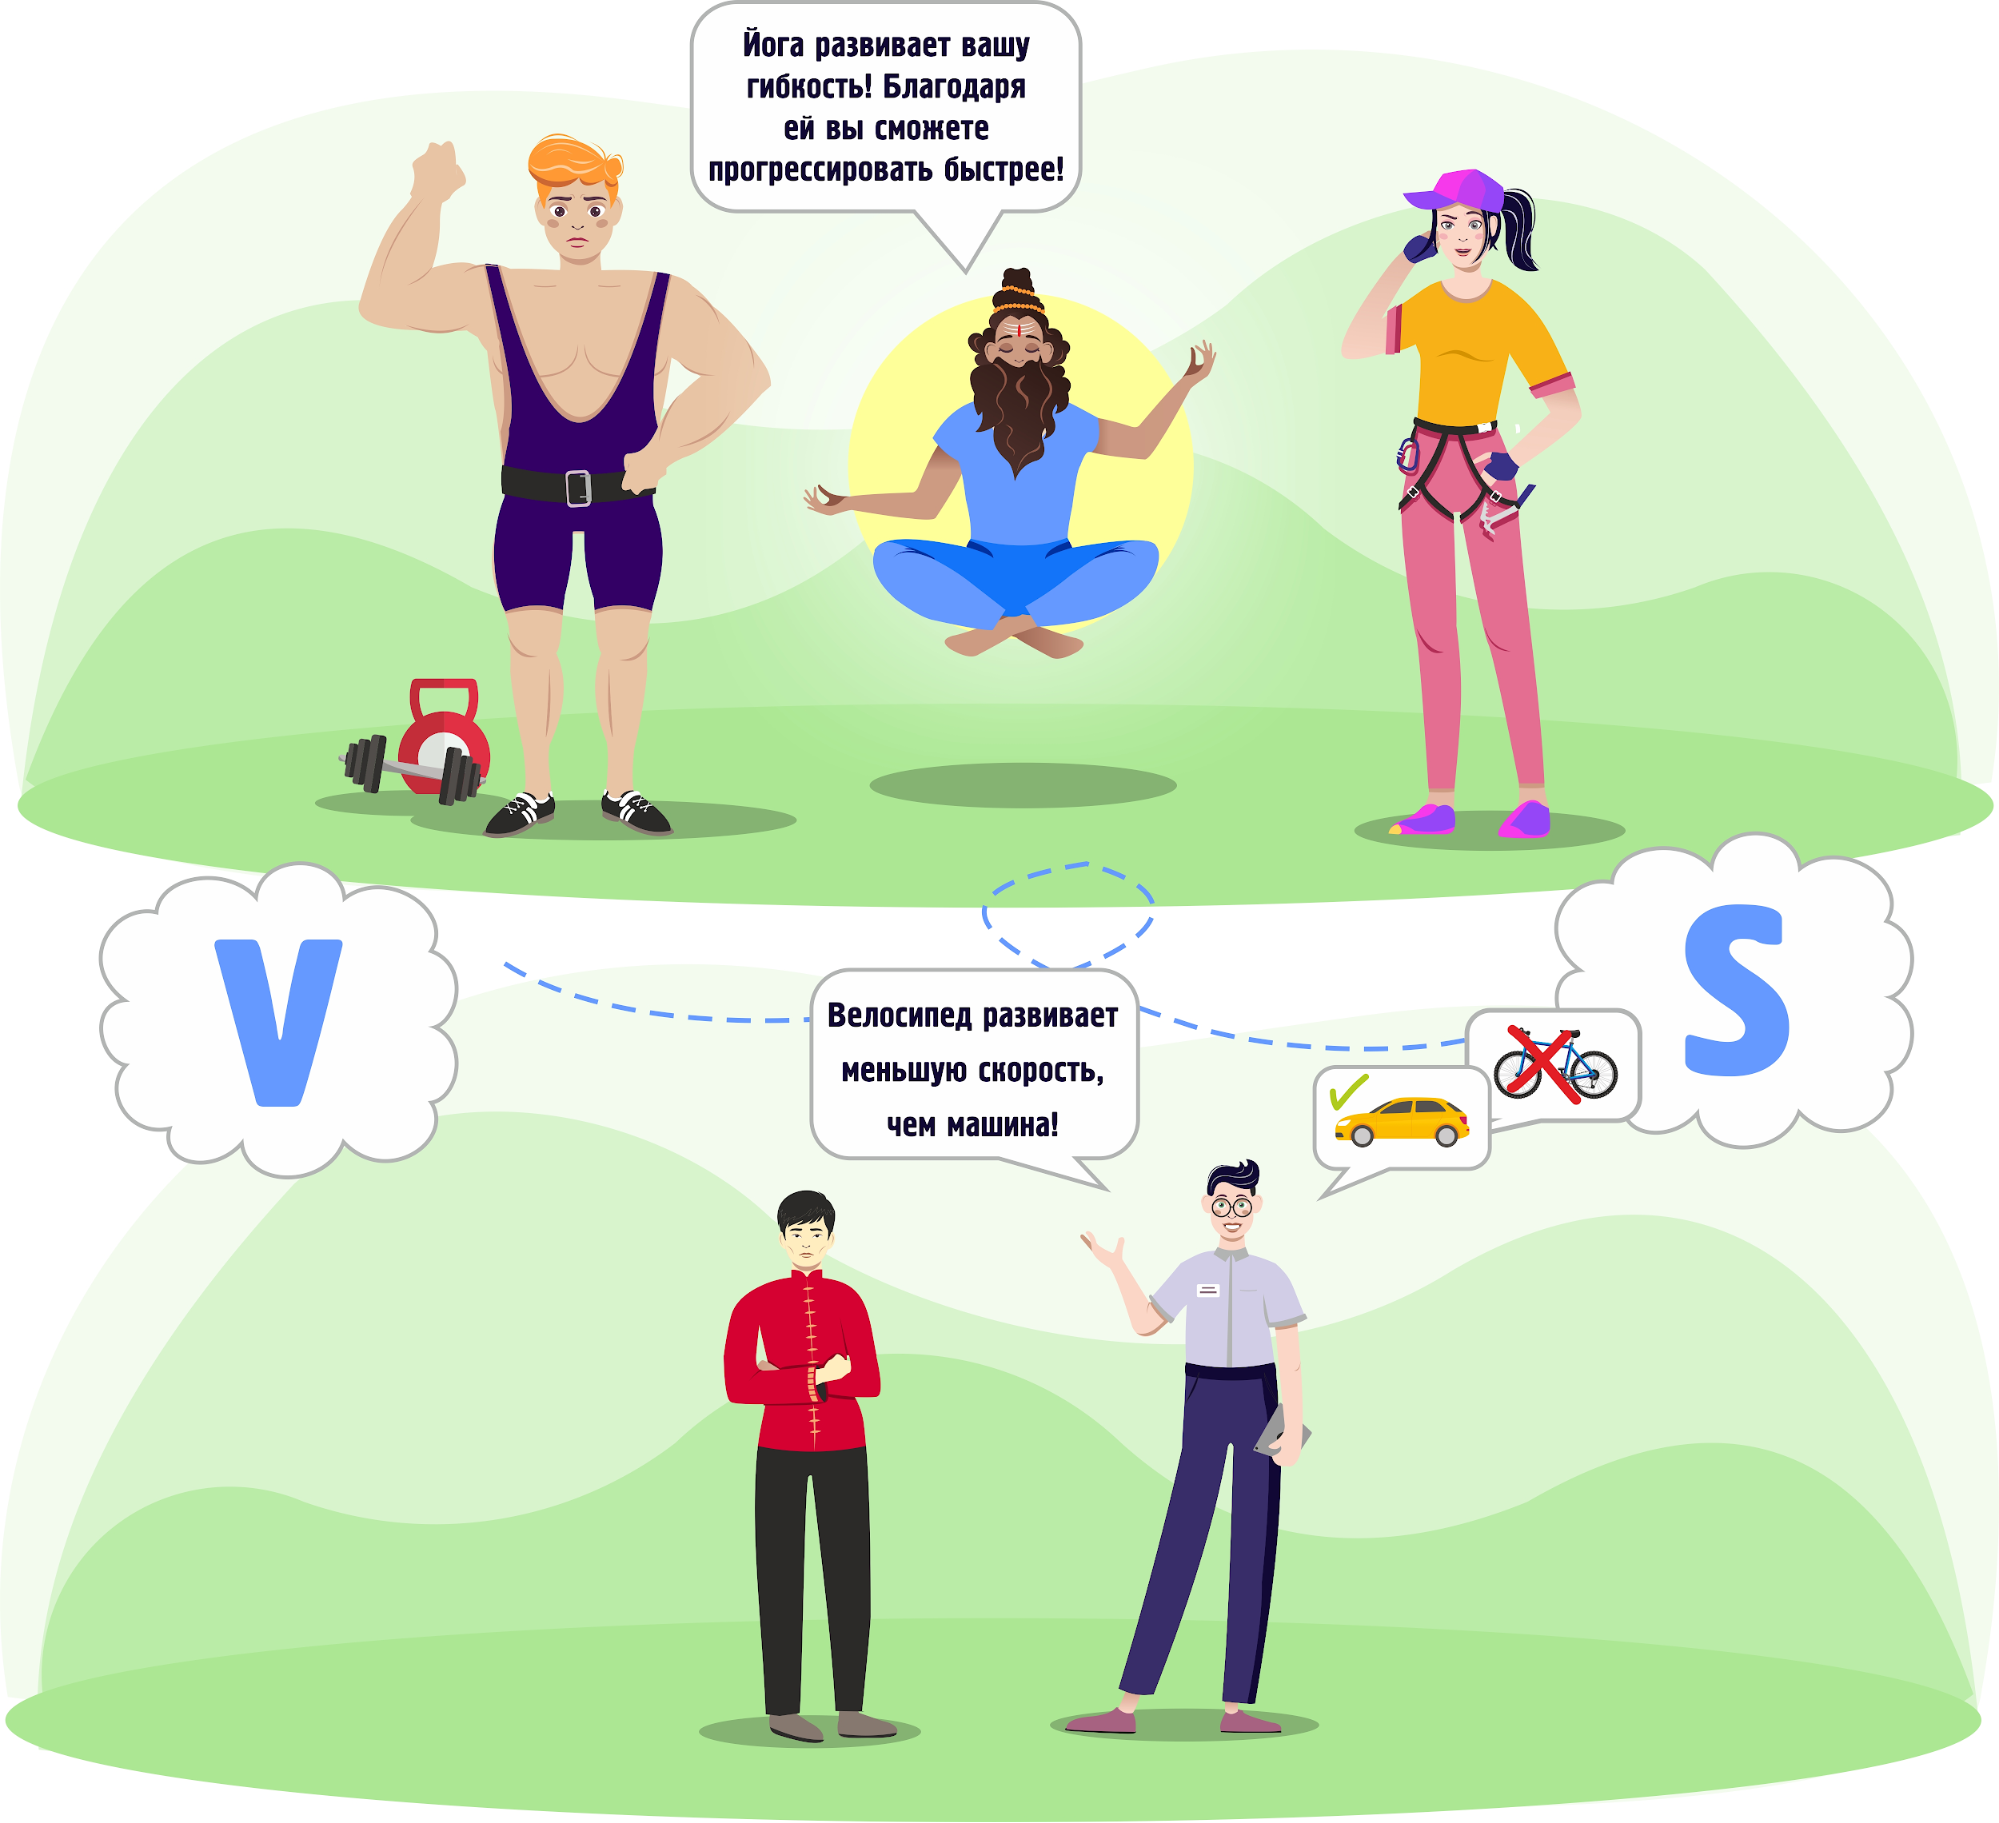 Йога развивает вашу
гибкость! Благодаря
ей вы сможете
прогрессировать быстрее!
V
S
Велосипед развивает
меньшую скорость,
чем машина!